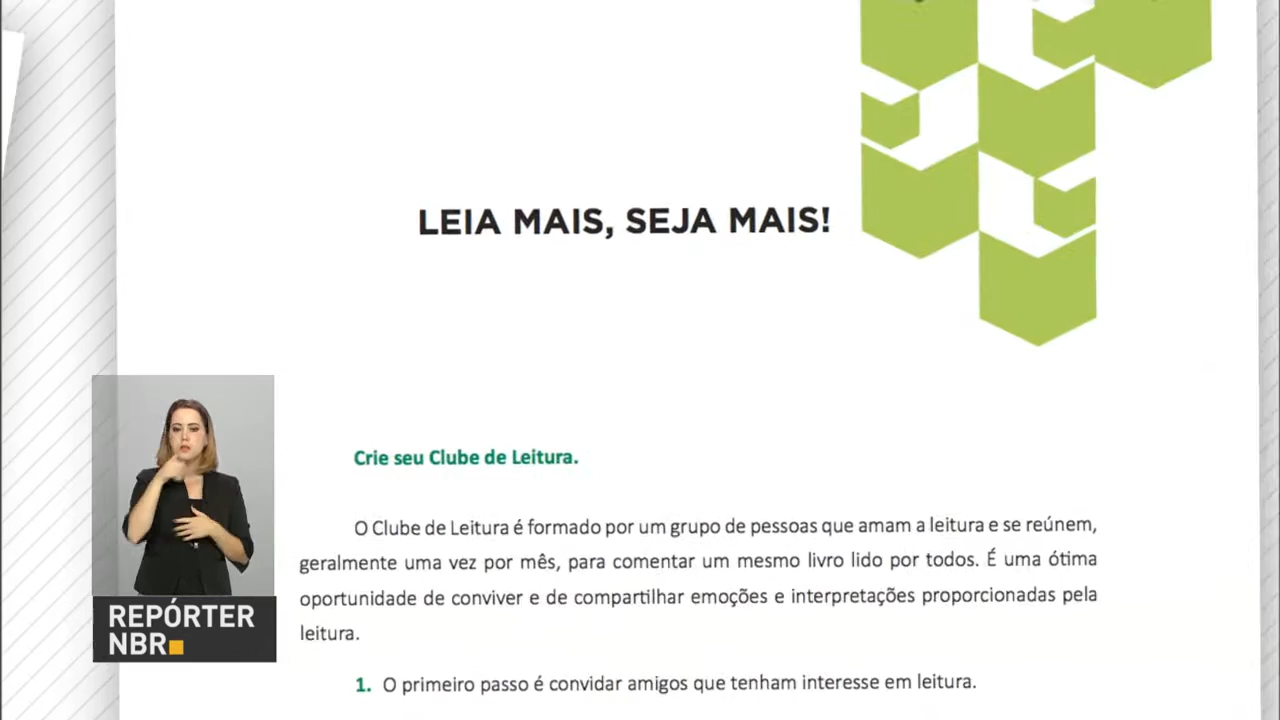 LEIA MAIS, SEJA MAIS!
Crie seu Clube de Leitura.
O Clube de Leitura é formado por um grupo de pessoas que amam a leitura e se reúnem,
geralmente uma vez por mês, para comentar um mesmo livro lido por todos. É uma ótima
oportunidade de conviver e de compartilhar emoções e interpretações proporcionadas pela
leitura.
1. O primeiro passo é convidar amigos que tenham interesse em leitura.
REPÓRTER
NBR